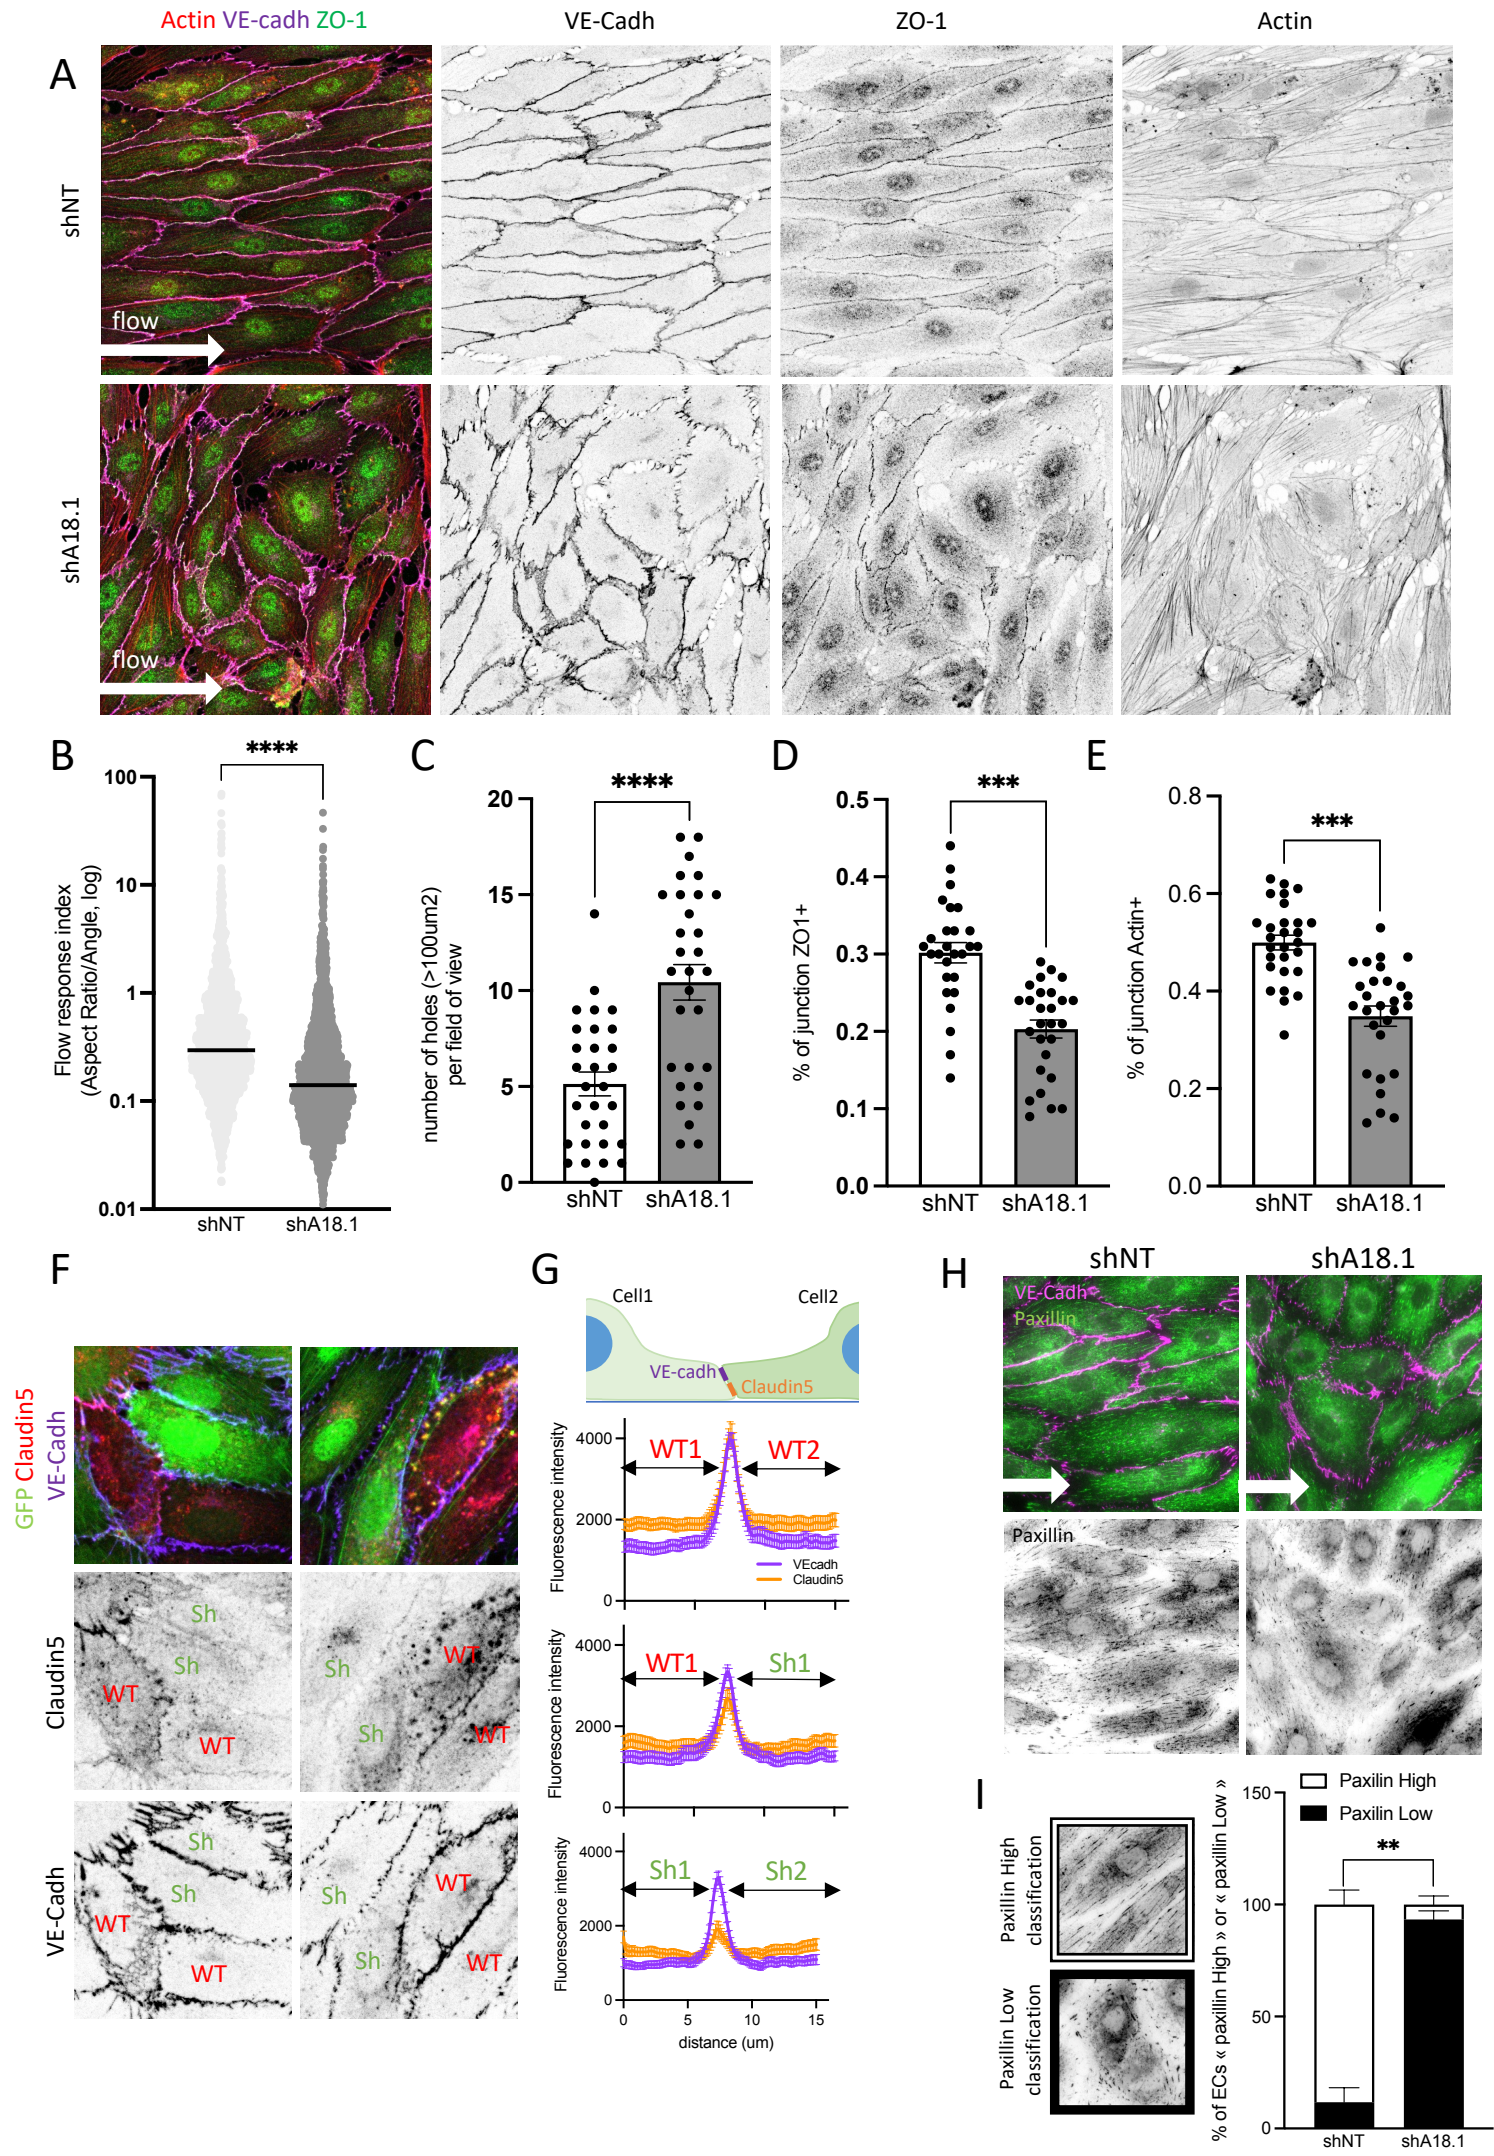 Actin VE-cadh ZO-1
VE-Cadh
ZO-1
Actin
A
shNT
flow
shA18.1
flow
B
Flow response index
(Aspect Ratio/Angle, log)
****
100
10
1
0.1
0.01
shNT
shA18.1
C
number of holes (>100um2)
per field of view
****
20
15
10
5
0
shNT
shA18.1
D
% of junction ZO1+
***
0.5
0.4
0.3
0.2
0.1
0.0
shNT
shA18.1
E
% of junction Actin+
***
0.8
0.6
0.4
0.2
0.0
shNT
shA18.1
F
GFP Claudin5
VE-Cadh
Claudin5
Sh
Sh
WT
WT
Sh
WT
Sh
WT
VE-Cadh
Sh
Sh
WT
WT
Sh
WT
Sh
WT
G
Cell1
Cell2
VE-cadh
Claudin5
Fluorescence intensity
4000
2000
0
WT1
WT2
VEcadh
Claudin5
Fluorescence intensity
4000
2000
0
WT1
Sh1
Fluorescence intensity
4000
2000
0
Sh1
Sh2
0
5
10
15
distance (um)
H
shNT
shA18.1
VE-Cadh
Paxillin
Paxillin
I
Paxillin High
classification
Paxillin Low
classification
% of ECs « paxillin High » or « paxillin Low »
Paxilin High
Paxilin Low
**
150
100
50
0
shNT
shA18.1